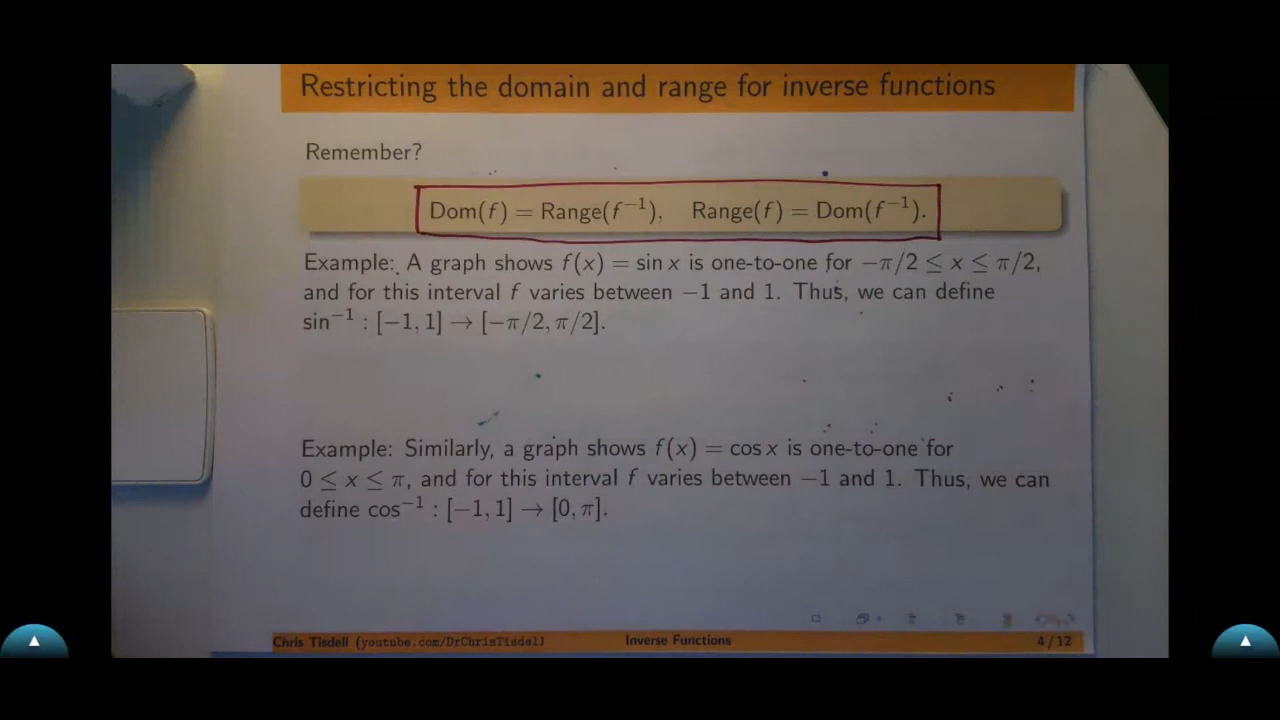 Restricting the domain and range for inverse functions
Remember?
Dom(f) = Range(f⁻¹), Range(f) = Dom(f⁻¹).
Example: A graph shows f(x) = sin x is one-to-one for −π/2 ≤ x ≤ π/2,
and for this interval f varies between −1 and 1. Thus, we can define
sin⁻¹ : [−1, 1] → [−π/2, π/2].
Example: Similarly, a graph shows f(x) = cos x is one-to-one for
0 ≤ x ≤ π, and for this interval f varies between −1 and 1. Thus, we can
define cos⁻¹ : [−1, 1] → [0, π].
Chris Tisdell (youtube.com/DrChrisTisdell) Inverse Functions 4 / 12